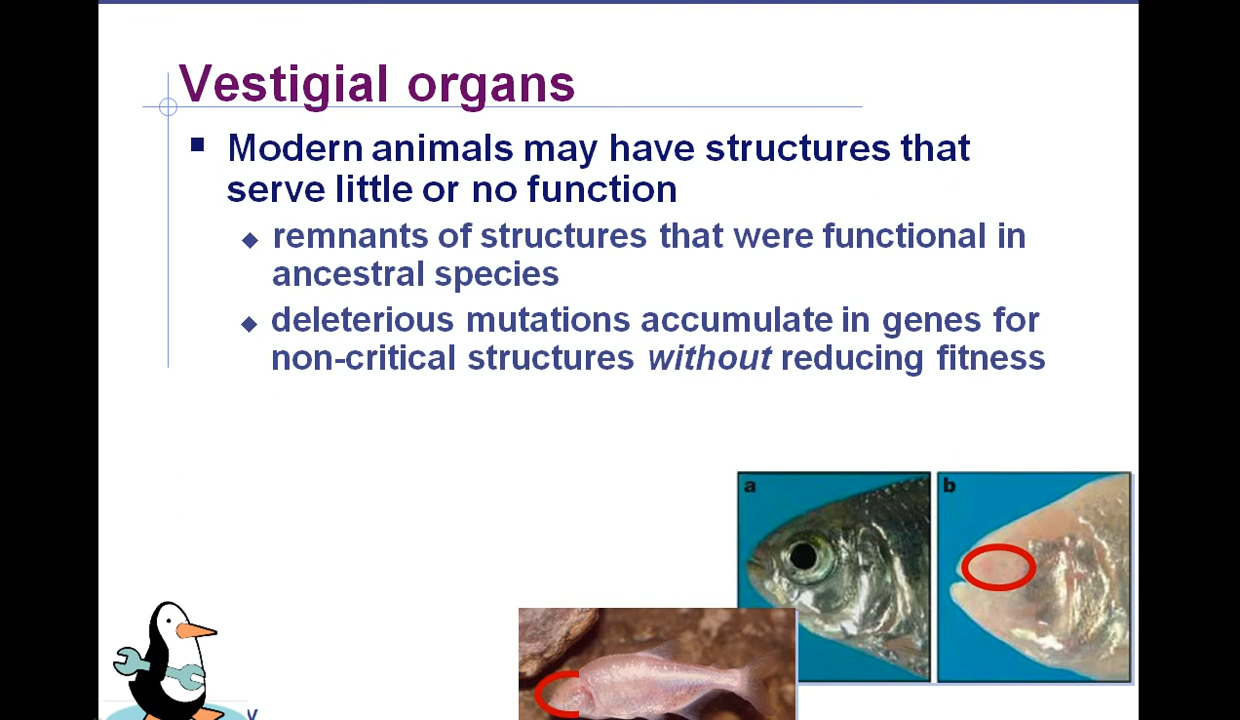 Vestigial organs
Modern animals may have structures that
serve little or no function
remnants of structures that were functional in
ancestral species
deleterious mutations accumulate in genes for
non-critical structures without reducing fitness
a
b